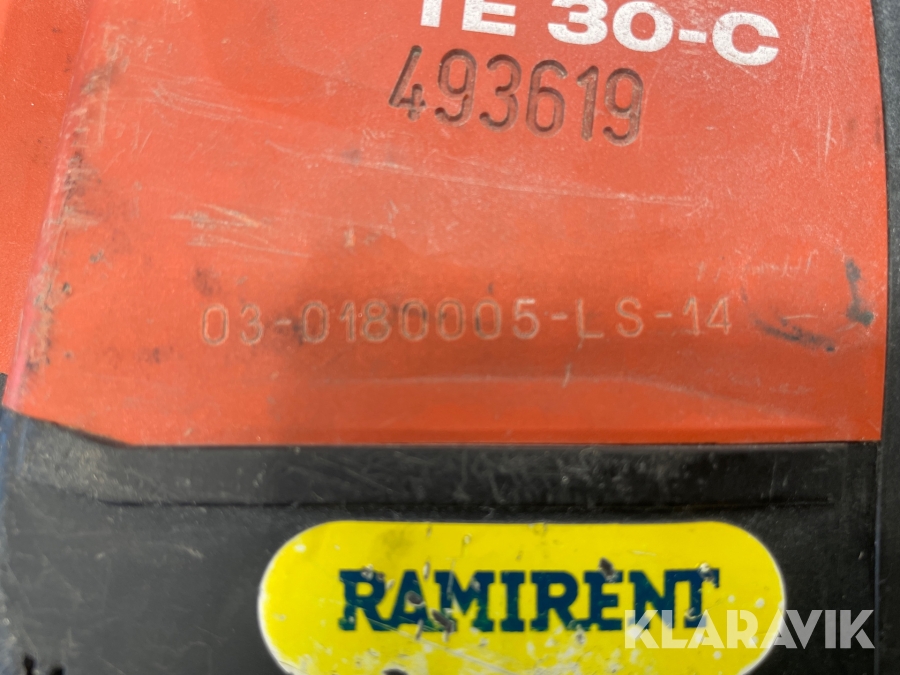 TE 30-C
493619
03-0180005-LS-14
RAMIRENT
KLARAVIK